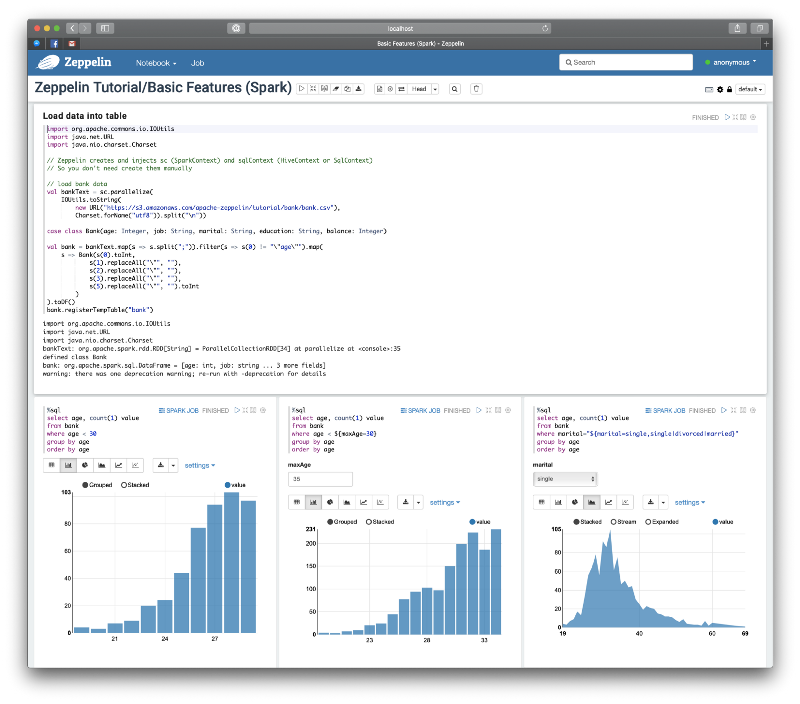 localhost
Basic Features (Spark) - Zeppelin
Zeppelin
Notebook
Job
Search
anonymous
Zeppelin Tutorial/Basic Features (Spark)
Head
default
Load data into table
FINISHED
import org.apache.commons.io.IOUtils
import java.net.URL
import java.nio.charset.Charset
// Zeppelin creates and injects sc (SparkContext) and sqlContext (HiveContext or SqlContext)
// So you don't need create them manually
// load bank data
val bankText = sc.parallelize(
IOUtils.toString(
new URL("https://s3.amazonaws.com/apache-zeppelin/tutorial/bank/bank.csv"),
Charset.forName("utf8")).split("\n"))
case class Bank(age: Integer, job: String, marital: String, education: String, balance: Integer)
val bank = bankText.map(s => s.split(";")).filter(s => s(0) != "\"age\"").map(
s => Bank(s(0).toInt,
s(1).replaceAll("\"", ""),
s(2).replaceAll("\"", ""),
s(3).replaceAll("\"", ""),
s(5).replaceAll("\"", "").toInt
)
).toDF()
bank.registerTempTable("bank")
import org.apache.commons.io.IOUtils
import java.net.URL
import java.nio.charset.Charset
bankText: org.apache.spark.rdd.RDD[String] = ParallelCollectionRDD[34] at parallelize at <console>:35
defined class Bank
bank: org.apache.spark.sql.DataFrame = [age: int, job: string ... 3 more fields]
warning: there was one deprecation warning; re-run with -deprecation for details
SPARK JOB FINISHED
%sql
select age, count(1) value
from bank
where age < 30
group by age
order by age
settings
Grouped Stacked value
103
80
60
40
20
0
21 24 27
SPARK JOB FINISHED
%sql
select age, count(1) value
from bank
where age < ${maxAge=30}
group by age
order by age
maxAge
35
settings
Grouped Stacked value
231
200
150
100
50
0
23 28 33
SPARK JOB FINISHED
%sql
select age, count(1) value
from bank
where marital="${marital=single,single|divorced|married}"
group by age
order by age
marital
single
settings
Stacked Stream Expanded value
105
80
60
40
20
0
19 40 60 69